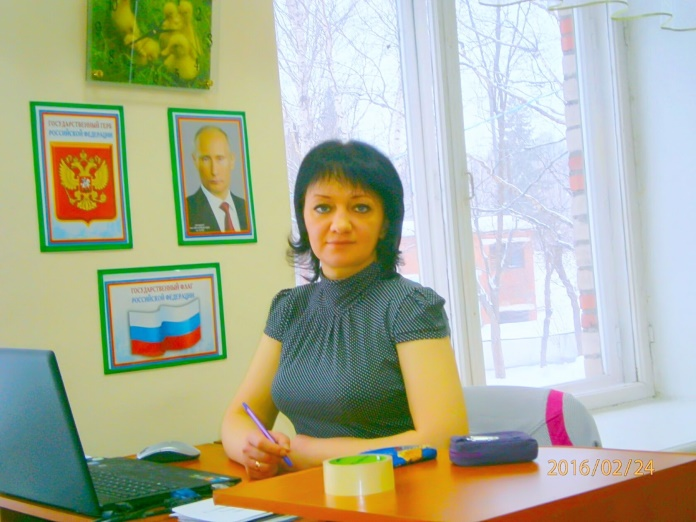 ГОСУДАРСТВЕННЫЙ ГЕРБ
РОССИЙСКОЙ ФЕДЕРАЦИИ
ГОСУДАРСТВЕННЫЙ ФЛАГ
РОССИЙСКОЙ ФЕДЕРАЦИИ
2016/02/24